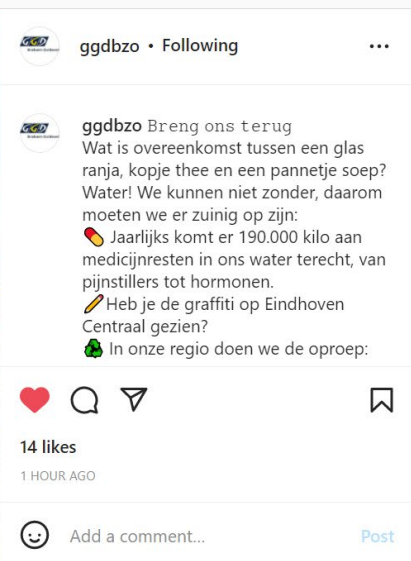 GGD
ggdbzo • Following
GGD
ggdbzo Breng ons terug
Wat is overeenkomst tussen een glas
ranja, kopje thee en een pannetje soep?
Water! We kunnen niet zonder, daarom
moeten we er zuinig op zijn:
💊 Jaarlijks komt er 190.000 kilo aan
medicijnresten in ons water terecht, van
pijnstillers tot hormonen.
✏️Heb je de graffiti op Eindhoven
Centraal gezien?
♻️ In onze regio doen we de oproep:
14 likes
1 HOUR AGO
Add a comment...
Post